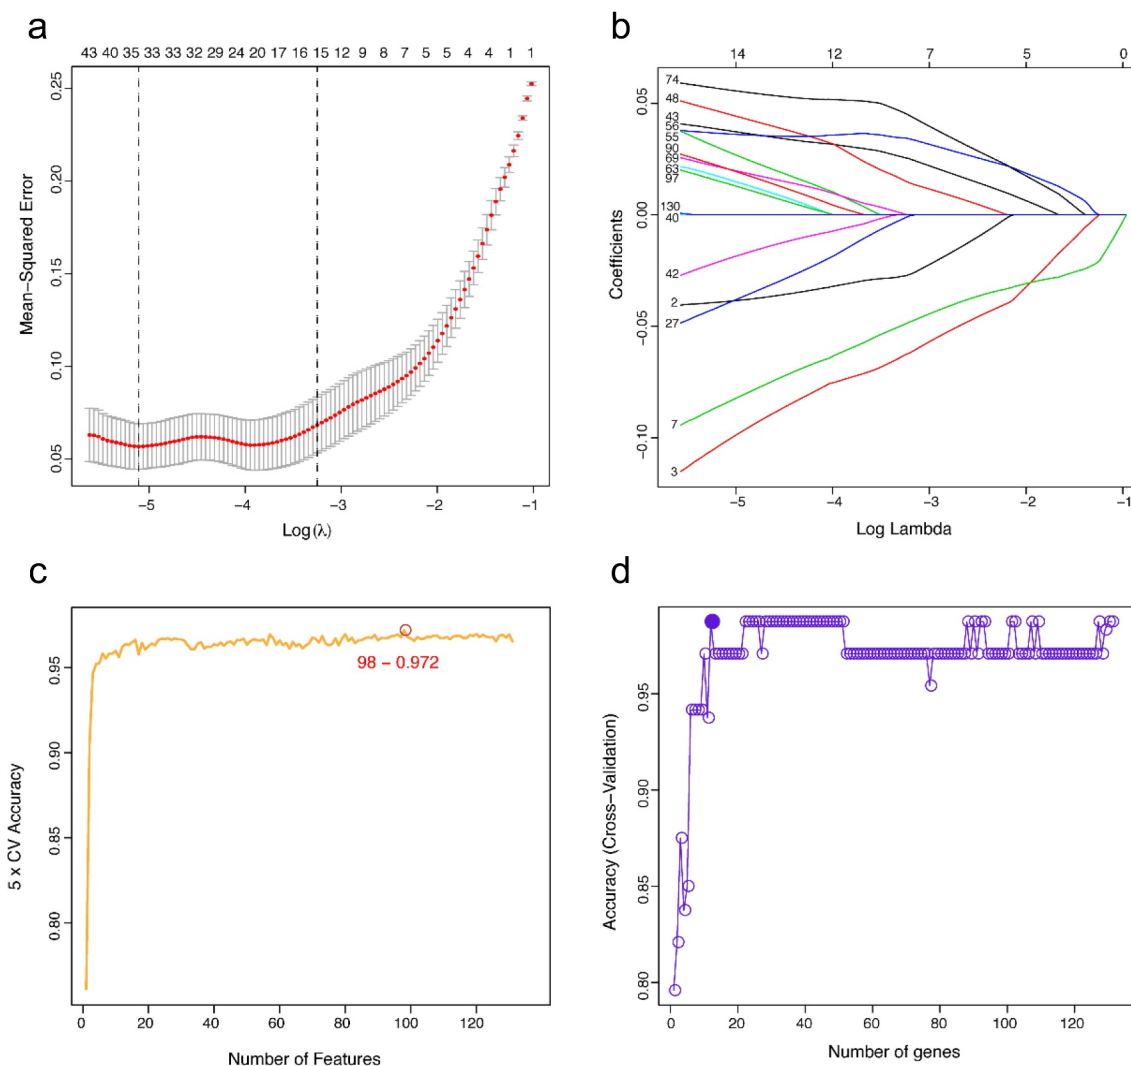 a
43 40 35 33 33 32 29 24 20 17 16 15 12 9 8 7 5 5 4 4 1 1
0.25
0.20
0.15
0.10
0.05
Mean−Squared Error
−5 −4 −3 −2 −1
Log (λ)
b
14 12 7 5 0
0.05
0.00
−0.05
−0.10
Coefficients
74
48
43
56
55
90
69
63
97
130
40
42
2
27
7
3
−5 −4 −3 −2 −1
Log Lambda
c
0.95
0.90
0.85
0.80
5 x CV Accuracy
98 − 0.972
0 20 40 60 80 100 120
Number of Features
d
0.95
0.90
0.85
0.80
Accuracy (Cross−Validation)
0 20 40 60 80 100 120
Number of genes